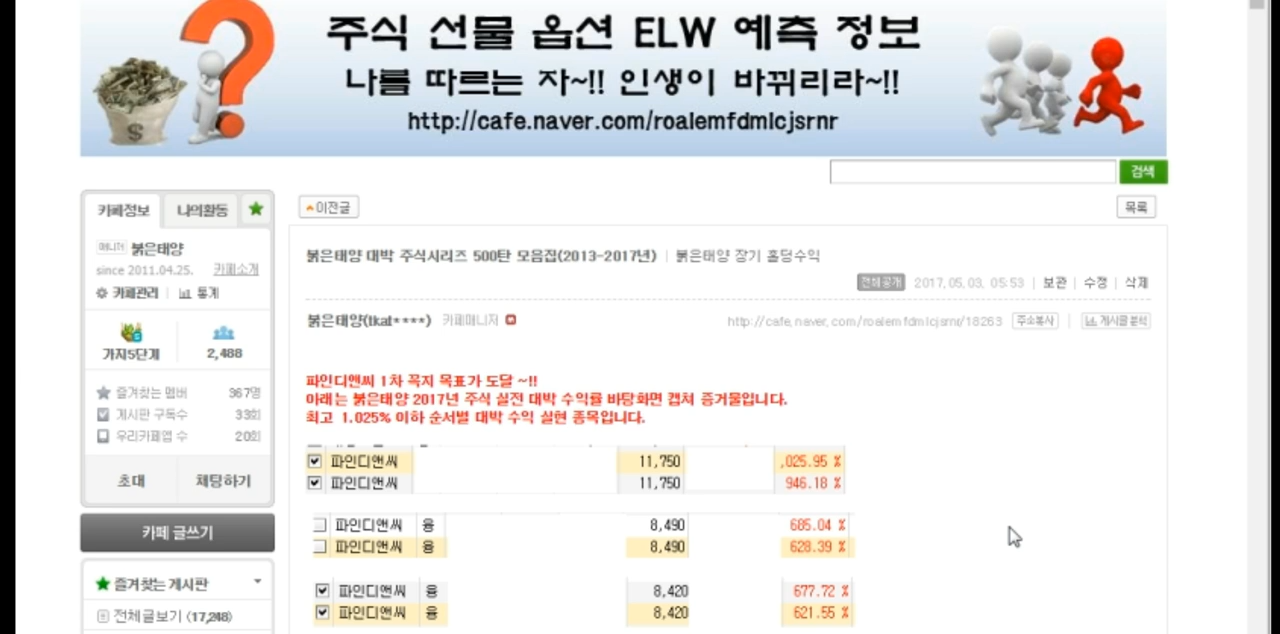 주식 선물 옵션 ELW 예측 정보
나를 따르는 자~!! 인생이 바뀌리라~!!
http://cafe.naver.com/roalemfdmlcjsrnr
검색
카페정보 나의활동
이전글 목록
매니저 붉은태양
since 2011.04.25. 카페소개
카페관리 통계
가지5단계 2,488
즐겨찾는 멤버 967명
게시판 구독수 33회
우리카페앱 수 20회
초대 채팅하기
카페 글쓰기
즐겨찾는 게시판
전체글보기 (17,248)
붉은태양 대박 주식시리즈 500탄 모음집(2013-2017년) | 붉은태양 장기 홀딩수익
전체공개 2017.05.03. 05:53 | 보관 | 수정 | 삭제
붉은태양(tkat****) 카페매니저
http://cafe.naver.com/roalemfdmlcjsrnr/18263 주소복사 | 게시글 분석
파인디앤씨 1차 꼭지 목표가 도달 ~!!
아래는 붉은태양 2017년 주식 실전 대박 수익률 바탕화면 캡쳐 증거물입니다.
최고 1.025% 이하 순서별 대박 수익 실현 종목입니다.
파인디앤씨 11,750 ,025.95 %
파인디앤씨 11,750 946.18 %
파인디앤씨 융 8,490 685.04 %
파인디앤씨 융 8,490 628.39 %
파인디앤씨 융 8,420 677.72 %
파인디앤씨 융 8,420 621.55 %